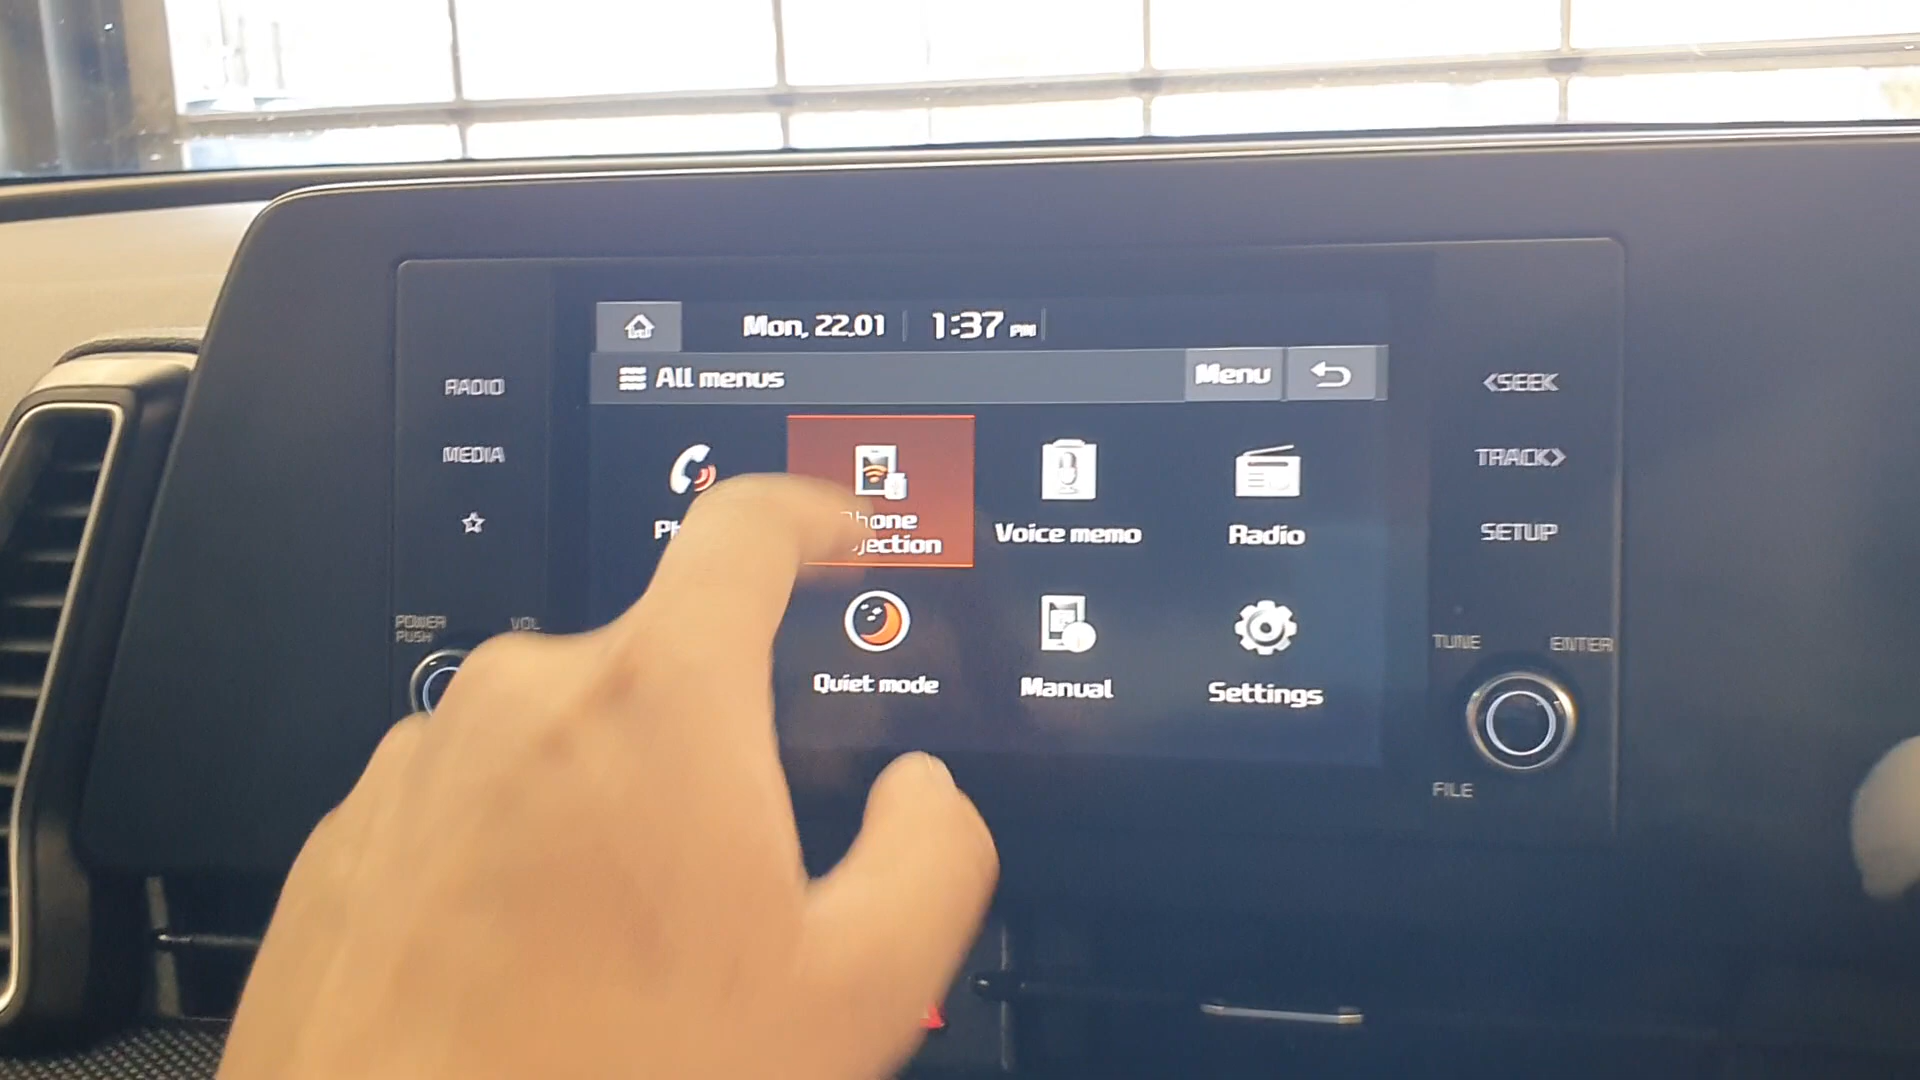 Mon, 22.01 1:37 PM
All menus Menu
RADIO
MEDIA
<SEEK
TRACK>
SETUP
Voice memo
Radio
Quiet mode
Manual
Settings
POWER
PUSH
VOL
TUNE
ENTER
FILE